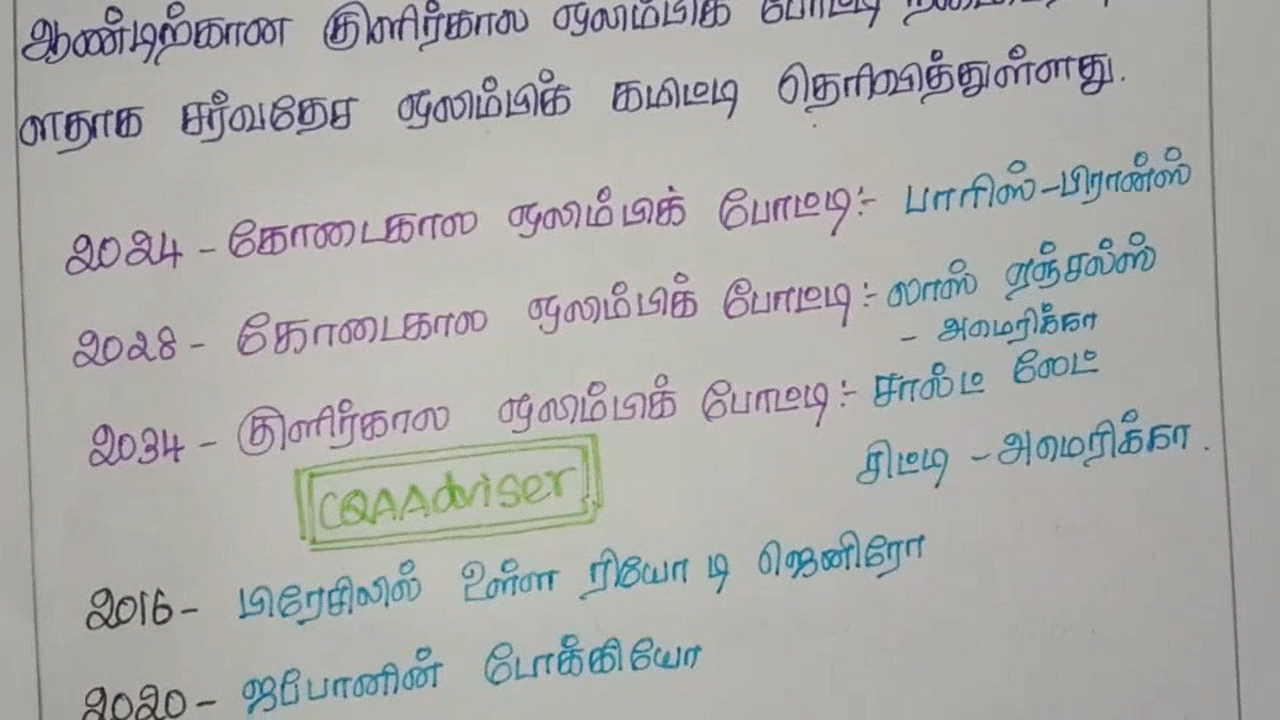 ஆண்டிற்கான குளிர்கால ஒலிம்பிக் போட்டி
ளதாக சர்வதேச ஒலிம்பிக் கமிட்டி தெரிவித்துள்ளது.
2024 - கோடைகால ஒலிம்பிக் போட்டி:- பாரிஸ்-பிரான்ஸ்
2028 - கோடைகால ஒலிம்பிக் போட்டி:- லாஸ் ஏஞ்சல்ஸ்
- அமெரிக்கா
2034 - குளிர்கால ஒலிம்பிக் போட்டி:- சால்ட் லேட்
சிட்டி - அமெரிக்கா.
CQAAdviser
2016 - பிரேசிலில் உள்ள ரியோ டி ஜெனிரோ
2020 - ஜப்போனின் போக்கியோ